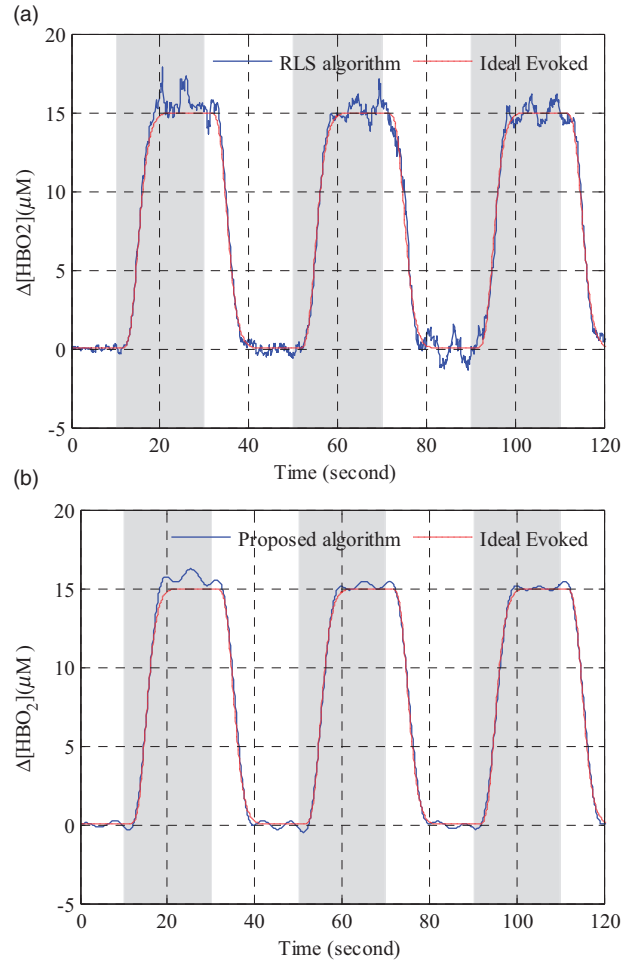 (a)
20
RLS algorithm Ideal Evoked
15
10
5
0
-5
Δ[HBO2](μM)
0 20 40 60 80 100 120
Time (second)
(b)
20
Proposed algorithm Ideal Evoked
15
10
5
0
-5
Δ[HBO₂](μM)
0 20 40 60 80 100 120
Time (second)